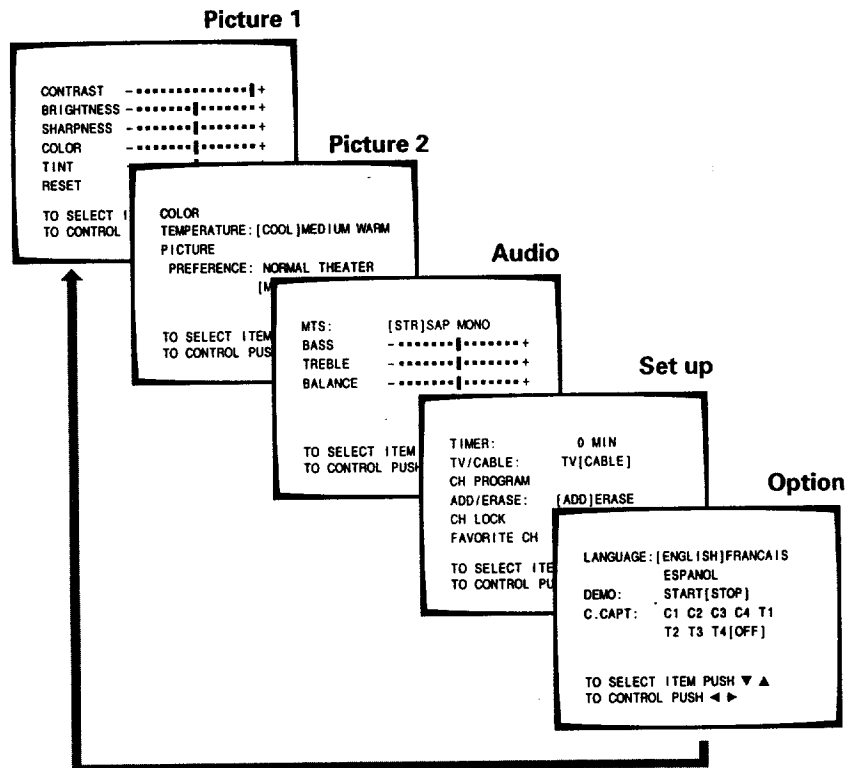 Picture 1
CONTRAST - +
BRIGHTNESS - +
SHARPNESS - +
COLOR - +
TINT
RESET
TO SELECT I
TO CONTROL
Picture 2
COLOR
TEMPERATURE: [COOL]MEDIUM WARM
PICTURE
PREFERENCE: NORMAL THEATER
[M
TO SELECT ITEM
TO CONTROL PUS
Audio
MTS: [STR]SAP MONO
BASS - +
TREBLE - +
BALANCE - +
TO SELECT ITEM
TO CONTROL PUSH
Set up
TIMER: 0 MIN
TV/CABLE: TV[CABLE]
CH PROGRAM
ADD/ERASE: [ADD]ERASE
CH LOCK
FAVORITE CH
TO SELECT ITE
TO CONTROL PU
Option
LANGUAGE:[ENGLISH]FRANCAIS
ESPANOL
DEMO: START[STOP]
C.CAPT: C1 C2 C3 C4 T1
T2 T3 T4[OFF]
TO SELECT ITEM PUSH ▼ ▲
TO CONTROL PUSH ◀ ▶